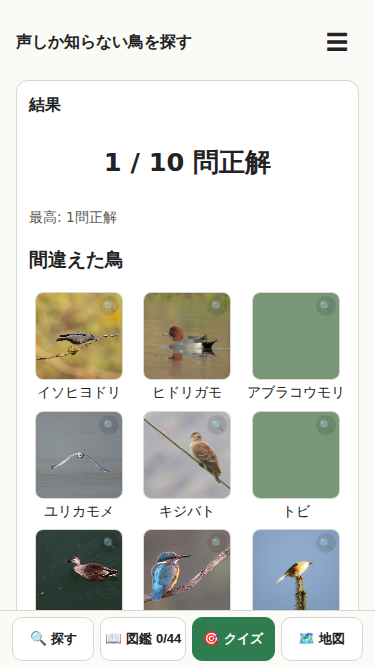 声しか知らない鳥を探す
結果
1 / 10 問正解
最高: 1問正解
間違えた鳥
イソヒヨドリ ヒドリガモ アブラコウモリ
ユリカモメ キジバト トビ
探す 図鑑 0/44 クイズ 地図